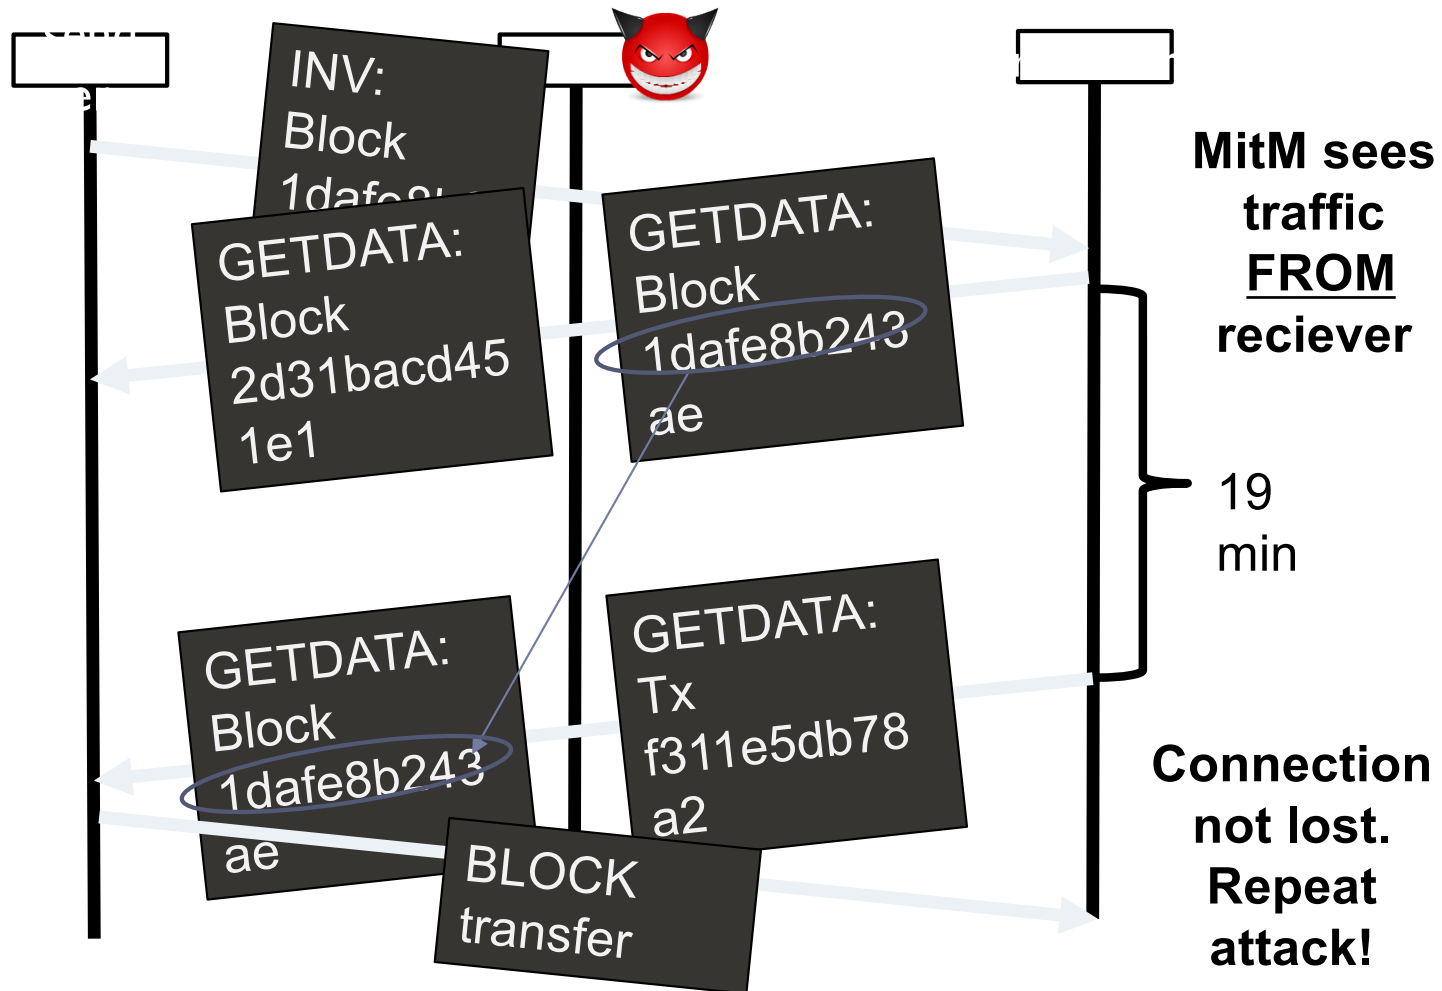 INV:
Block
GETDATA:
Block
2d31bacd45
1e1
GETDATA:
Block
1dafe8b243
ae
MitM sees
traffic
FROM
reciever
19
min
GETDATA:
Block
1dafe8b243
ae
GETDATA:
Tx
f311e5db78
a2
BLOCK
transfer
Connection
not lost.
Repeat
attack!